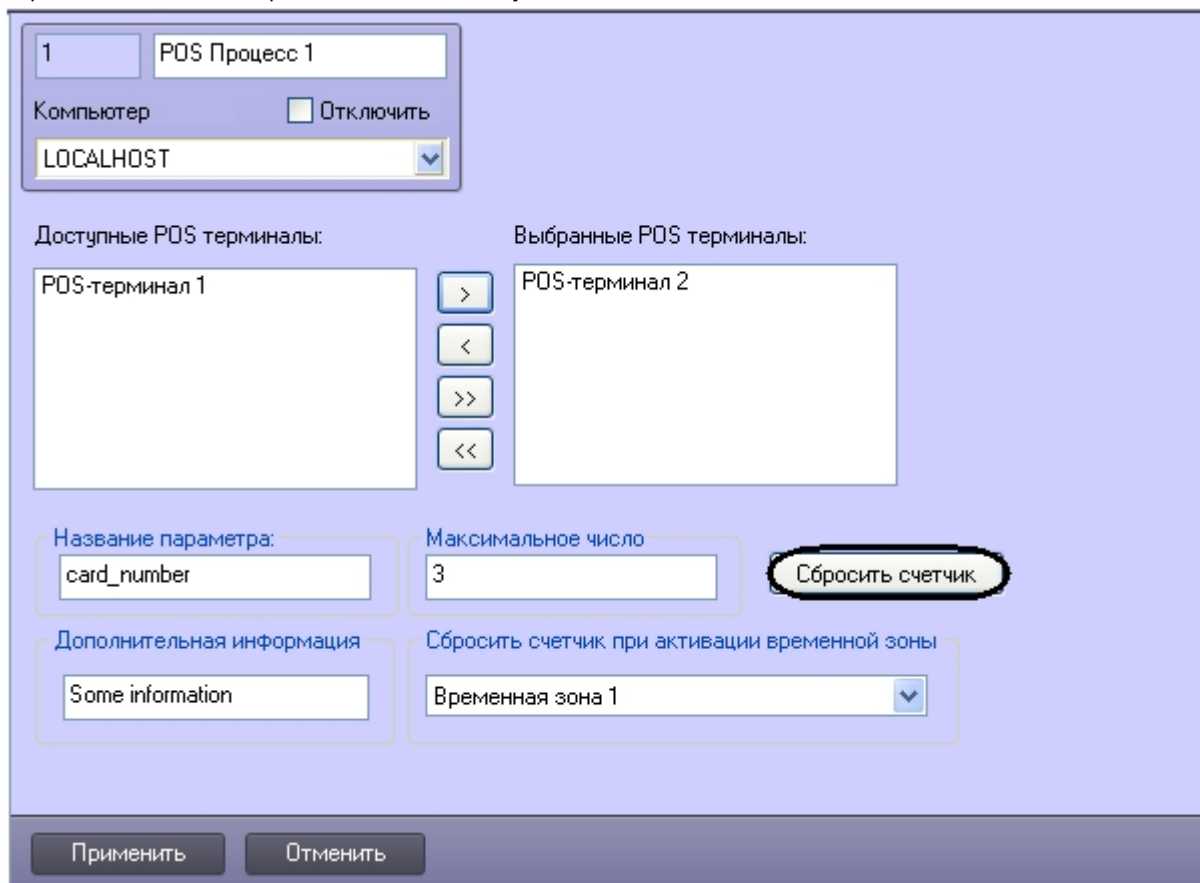 1
POS Процесс 1
Компьютер
Отключить
LOCALHOST
Доступные POS терминалы:
Выбранные POS терминалы:
POS-терминал 1
POS-терминал 2
>
<
>>
<<
Название параметра:
Максимальное число
card_number
3
Сбросить счетчик
Дополнительная информация
Сбросить счетчик при активации временной зоны
Some information
Временная зона 1
Применить
Отменить